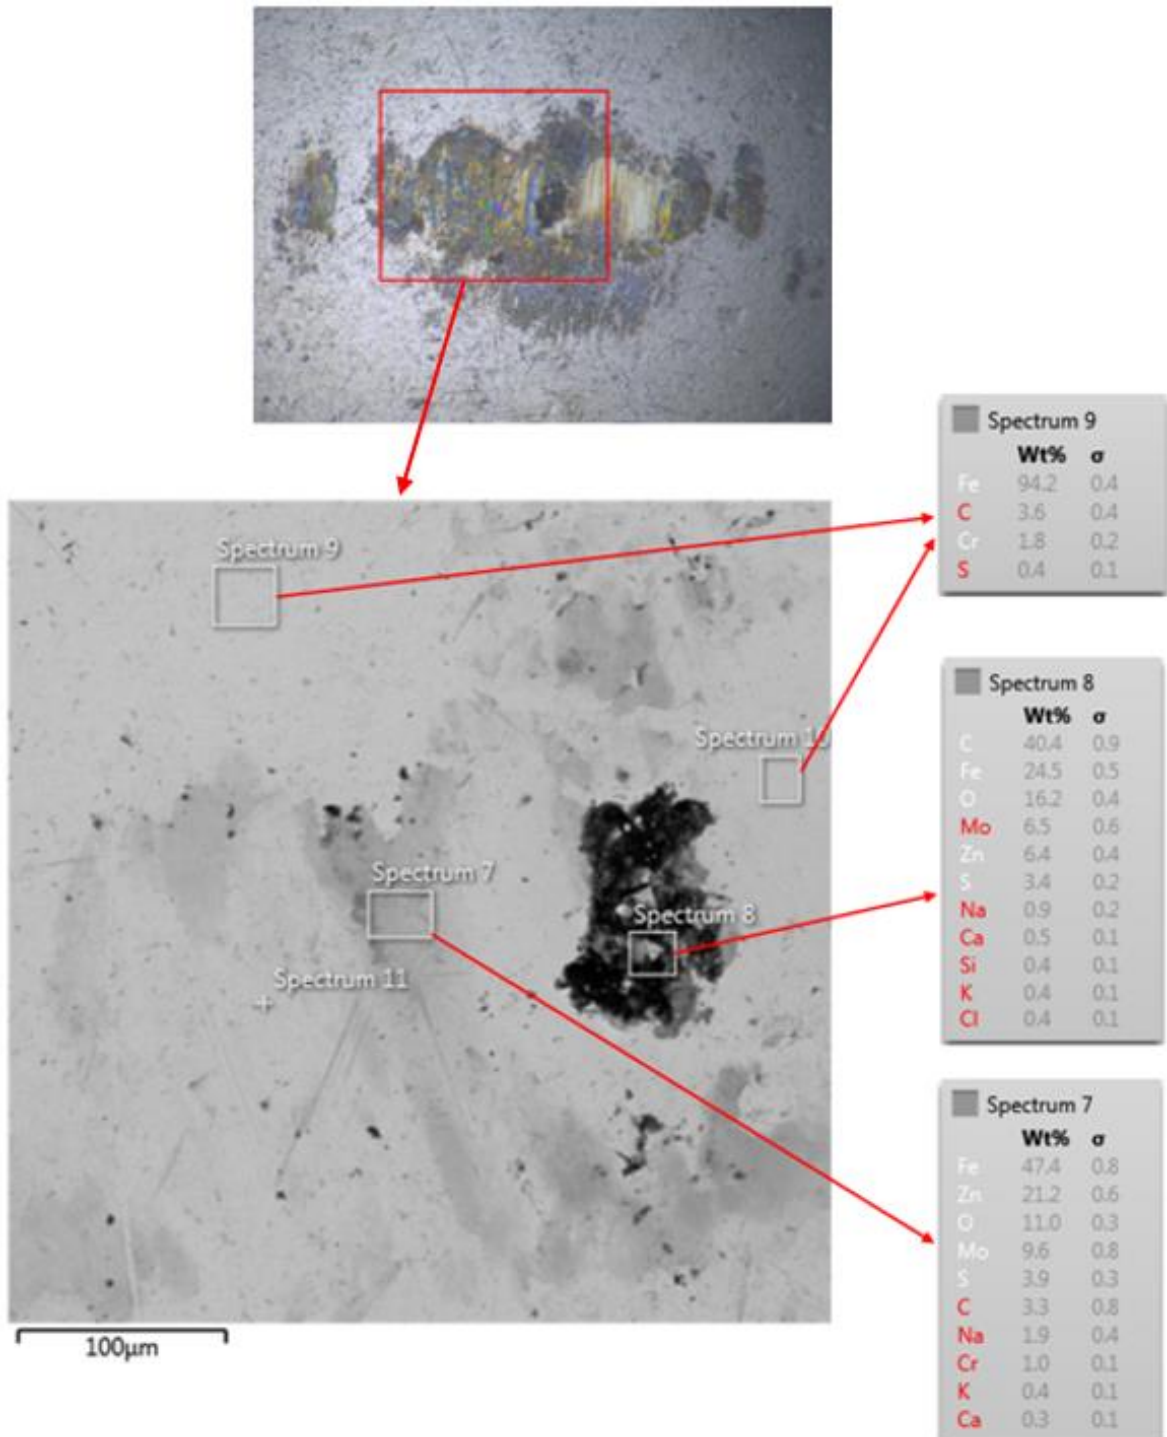 Spectrum 9
Spectrum 7
Spectrum 8
Spectrum 11
100μm
Spectrum 9
Wt% σ
Fe 94.2 0.4
C 3.6 0.4
Cr 1.8 0.2
S 0.4 0.1
Spectrum 8
Wt% σ
C 40.4 0.9
Fe 24.5 0.5
O 16.2 0.4
Mo 6.5 0.6
Zn 6.4 0.4
S 3.4 0.2
Na 0.9 0.2
Ca 0.5 0.1
Si 0.4 0.1
K 0.4 0.1
Cl 0.4 0.1
Spectrum 7
Wt% σ
Fe 47.4 0.8
Zn 21.2 0.6
O 11.0 0.3
Mo 9.6 0.8
S 3.9 0.3
C 3.3 0.8
Na 1.9 0.4
Cr 1.0 0.1
K 0.4 0.1
Ca 0.3 0.1